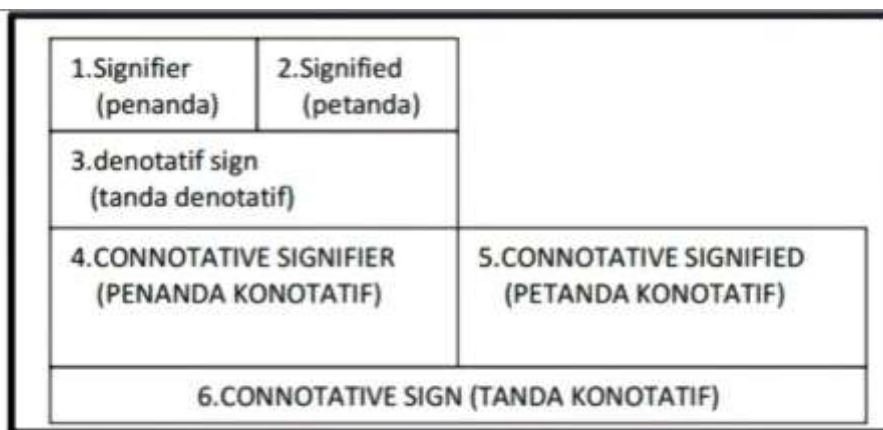 1.Signifier
(penanda)
2.Signified
(petanda)
3.denotatif sign
(tanda denotatif)
4.CONNOTATIVE SIGNIFIER
(PENANDA KONOTATIF)
5.CONNOTATIVE SIGNIFIED
(PETANDA KONOTATIF)
6.CONNOTATIVE SIGN (TANDA KONOTATIF)